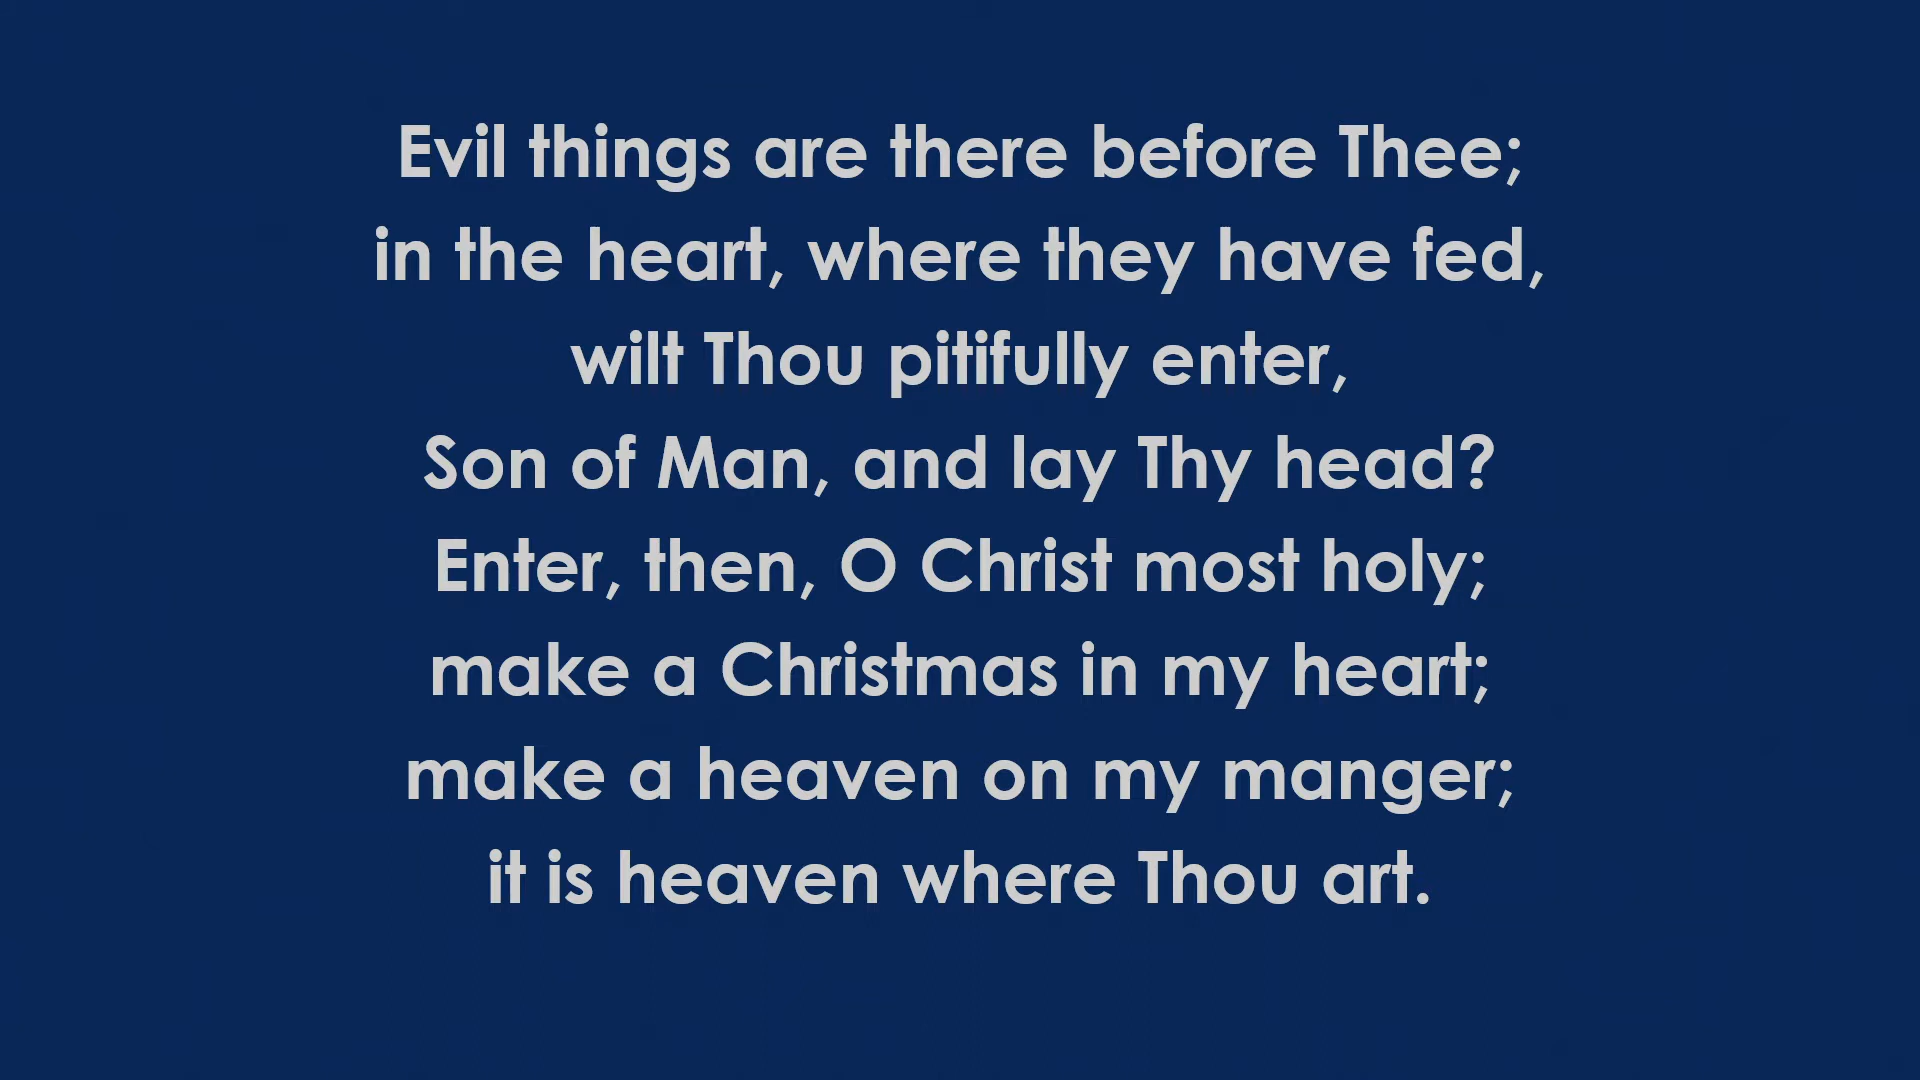 Evil things are there before Thee;
in the heart, where they have fed,
wilt Thou pitifully enter,
Son of Man, and lay Thy head?
Enter, then, O Christ most holy;
make a Christmas in my heart;
make a heaven on my manger;
it is heaven where Thou art.